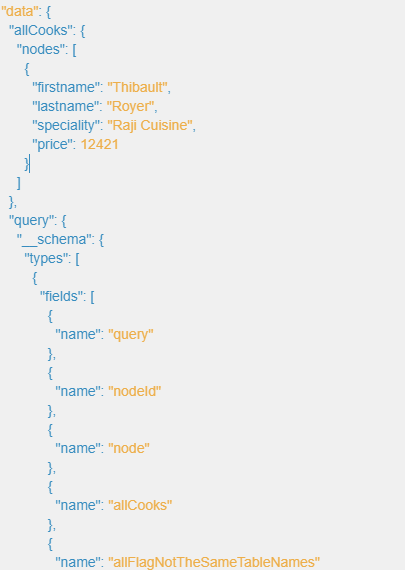 "data": {
"allCooks": {
"nodes": [
{
"firstname": "Thibault",
"lastname": "Royer",
"speciality": "Raji Cuisine",
"price": 12421
}
]
},
"query": {
"__schema": {
"types": [
{
"fields": [
{
"name": "query"
},
{
"name": "nodeId"
},
{
"name": "node"
},
{
"name": "allCooks"
},
{
"name": "allFlagNotTheSameTableNames"